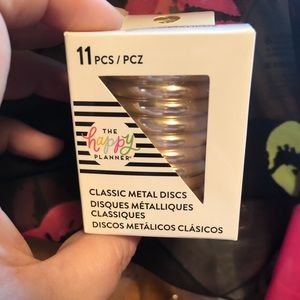 11 PCS / PCZ
THE
happy
PLANNER®
CLASSIC METAL DISCS
DISQUES MÉTALLIQUES
CLASSIQUES
DISCOS METÁLICOS CLÁSICOS